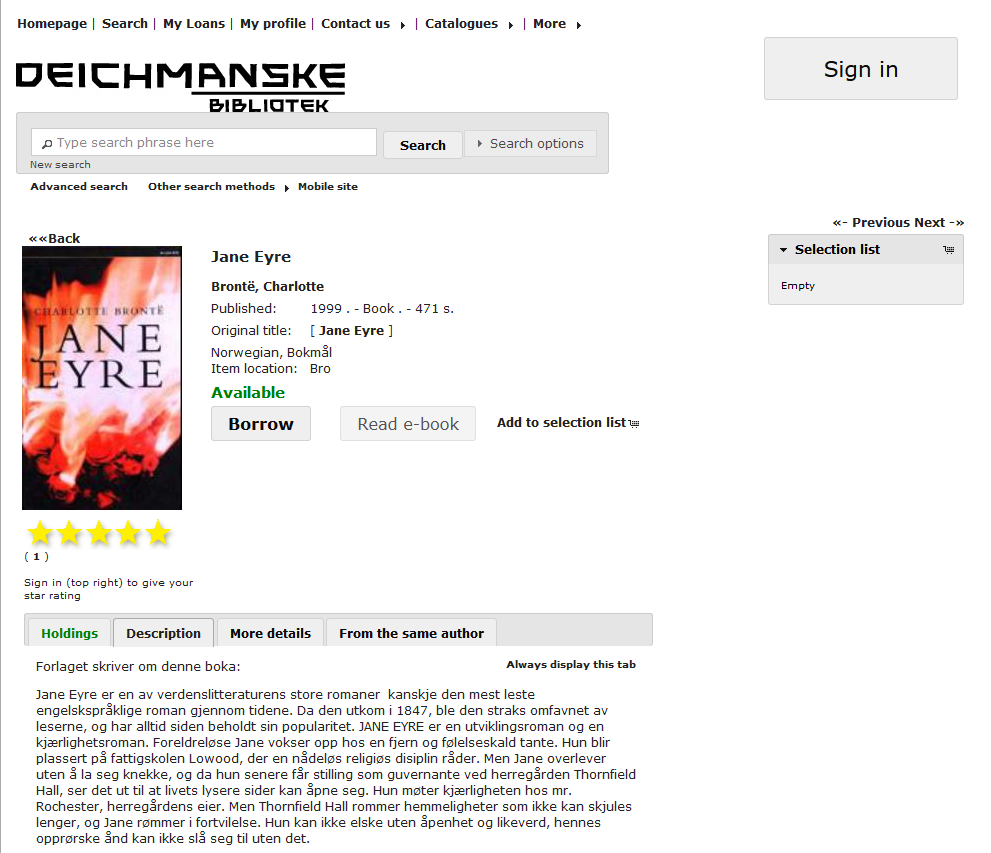 Homepage | Search | My Loans | My profile | Contact us | Catalogues | More
Sign in
DEICHMANSKE
BIBLIOTEK
Type search phrase here
Search
Search options
New search
Advanced search Other search methods Mobile site
«- Previous Next -»
««Back
Selection list
Empty
CHARLOTTE BRONTË
JANE
EYRE
Jane Eyre
Brontë, Charlotte
Published: 1999 . - Book . - 471 s.
Original title: [ Jane Eyre ]
Norwegian, Bokmål
Item location: Bro
Available
Borrow
Read e-book
Add to selection list
( 1 )
Sign in (top right) to give your
star rating
Holdings Description More details From the same author
Forlaget skriver om denne boka:
Always display this tab
Jane Eyre er en av verdenslitteraturens store romaner  kanskje den mest leste
engelskspråklige roman gjennom tidene. Da den utkom i 1847, ble den straks omfavnet av
leserne, og har alltid siden beholdt sin popularitet. JANE EYRE er en utviklingsroman og en
kjærlighetsroman. Foreldreløse Jane vokser opp hos en fjern og følelseskald tante. Hun blir
plassert på fattigskolen Lowood, der en nådeløs religiøs disiplin råder. Men Jane overlever
uten å la seg knekke, og da hun senere får stilling som guvernante ved herregården Thornfield
Hall, ser det ut til at livets lysere sider kan åpne seg. Hun møter kjærligheten hos mr.
Rochester, herregårdens eier. Men Thornfield Hall rommer hemmeligheter som ikke kan skjules
lenger, og Jane rømmer i fortvilelse. Hun kan ikke elske uten åpenhet og likeverd, hennes
opprørske ånd kan ikke slå seg til uten det.